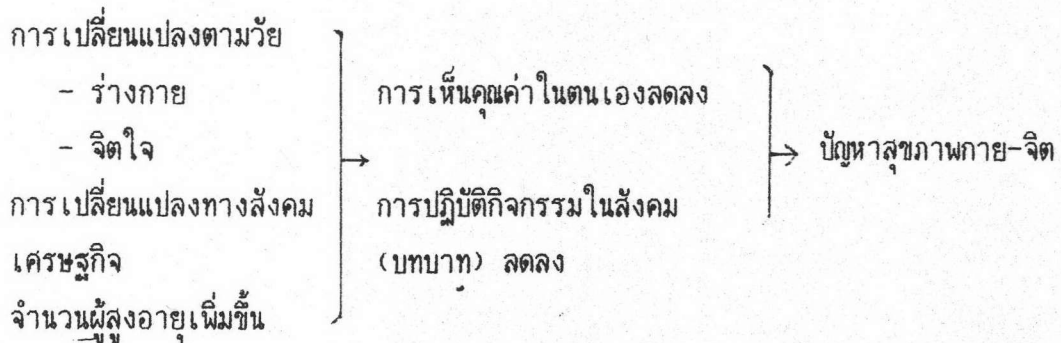 การเปลี่ยนแปลงตามวัย
- ร่างกาย
- จิตใจ
การเปลี่ยนแปลงทางสังคม
เศรษฐกิจ
จำนวนผู้สูงอายุเพิ่มขึ้น
การเห็นคุณค่าในตนเองลดลง
การปฏิบัติกิจกรรมในสังคม
(บทบาท) ลดลง
ปัญหาสุขภาพกาย-จิต